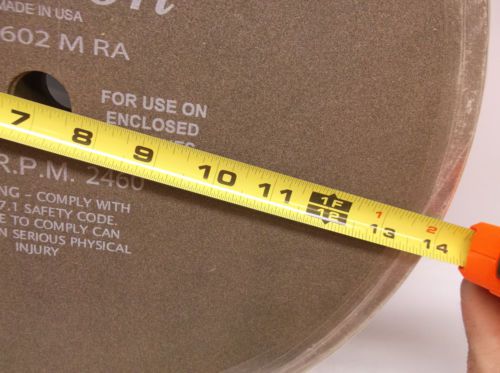 on
MADE IN USA
602 M RA
FOR USE ON
ENCLOSED
7 8 9 10 11 1F 1 2
12 13 14
R.P.M. 2460
NG - COMPLY WITH
7.1 SAFETY CODE.
E TO COMPLY CAN
N SERIOUS PHYSICAL
INJURY